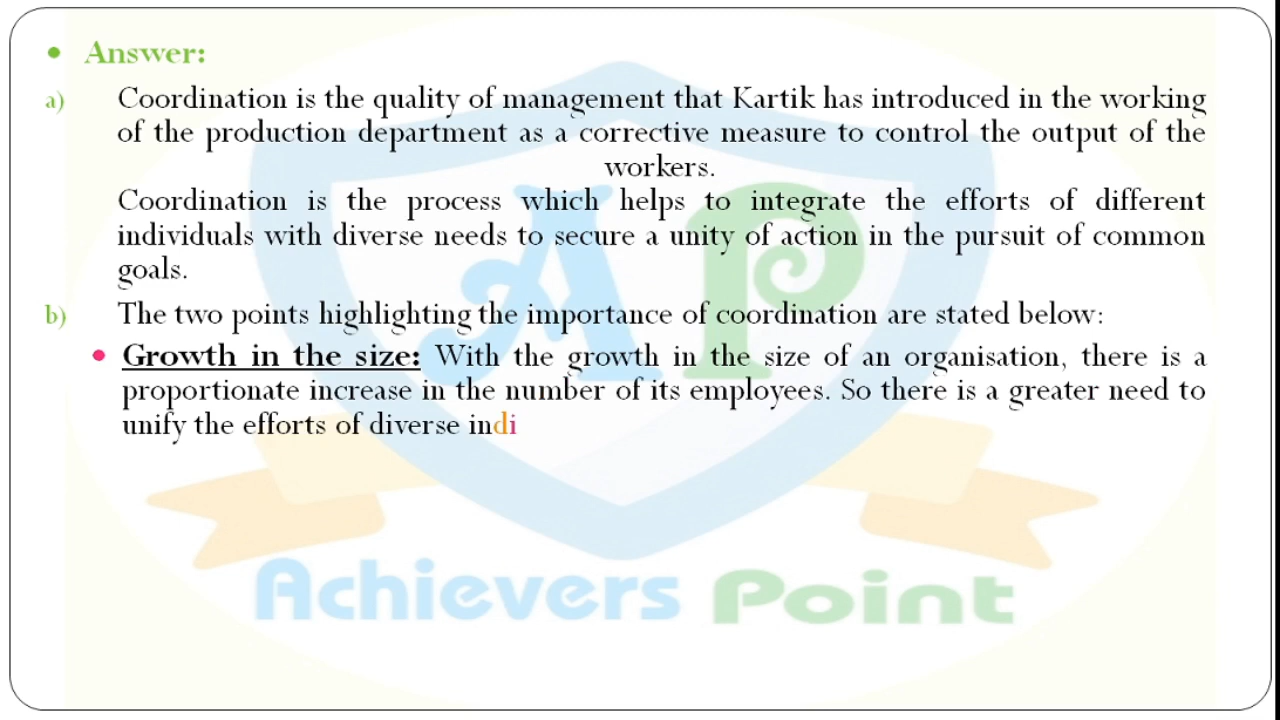 • Answer:
a) Coordination is the quality of management that Kartik has introduced in the working
of the production department as a corrective measure to control the output of the
workers.
Coordination is the process which helps to integrate the efforts of different
individuals with diverse needs to secure a unity of action in the pursuit of common
goals.
b) The two points highlighting the importance of coordination are stated below:
• Growth in the size: With the growth in the size of an organisation, there is a
proportionate increase in the number of its employees. So there is a greater need to
unify the efforts of diverse indi
AP
Achievers Point